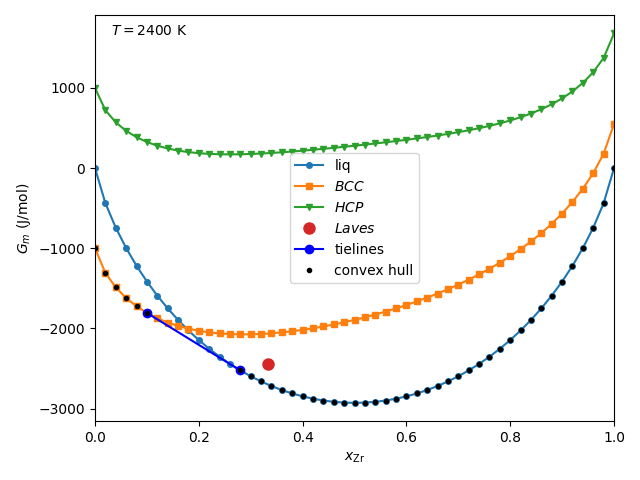 T = 2400 K
1000
0
−1000
−2000
−3000
G_m (J/mol)
liq
BCC
HCP
Laves
tielines
convex hull
0.0 0.2 0.4 0.6 0.8 1.0
x_Zr